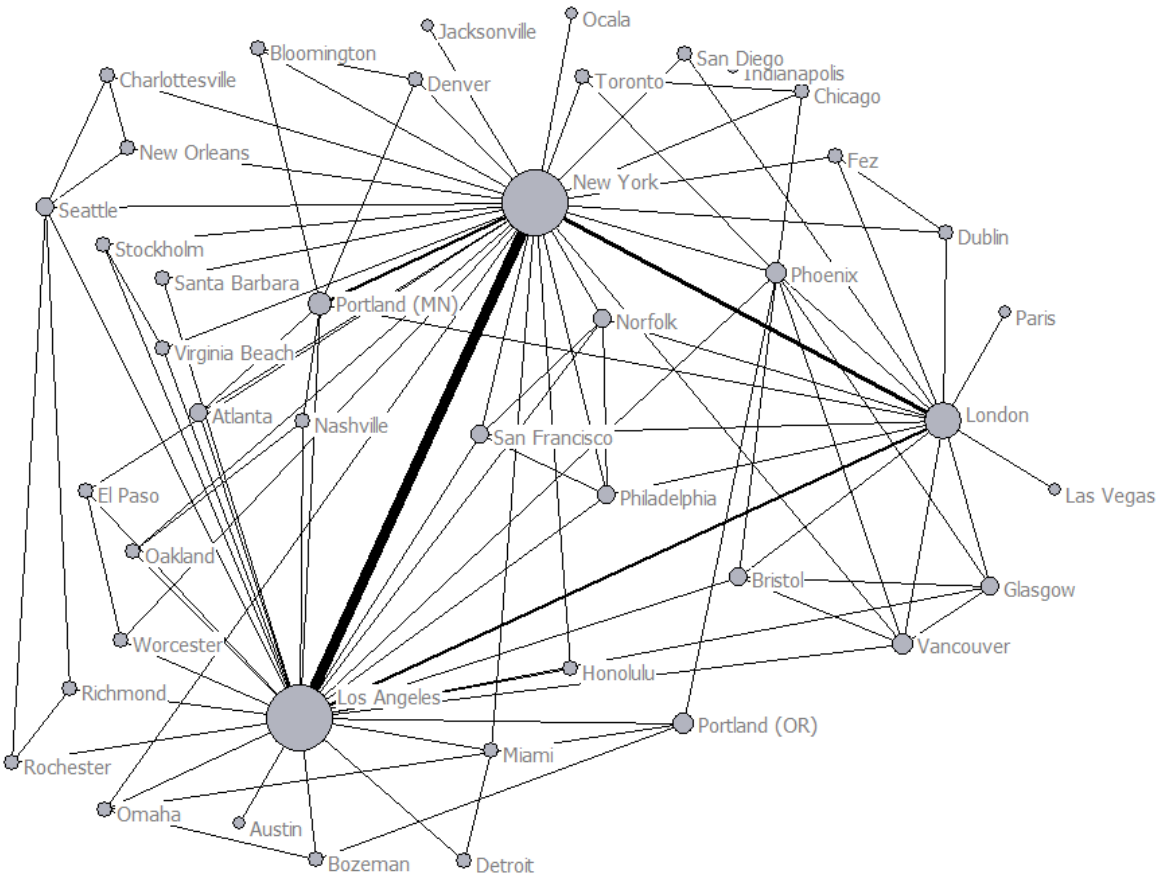 Ocala
Jacksonville
Bloomington
San Diego
Indianapolis
Charlottesville
Denver
Toronto
Chicago
New Orleans
Fez
New York
Seattle
Dublin
Stockholm
Phoenix
Santa Barbara
Portland (MN)
Paris
Norfolk
Virginia Beach
London
Atlanta
Nashville
San Francisco
El Paso
Las Vegas
Philadelphia
Oakland
Bristol
Glasgow
Worcester
Vancouver
Honolulu
Richmond
Los Angeles
Portland (OR)
Miami
Rochester
Omaha
Austin
Bozeman
Detroit